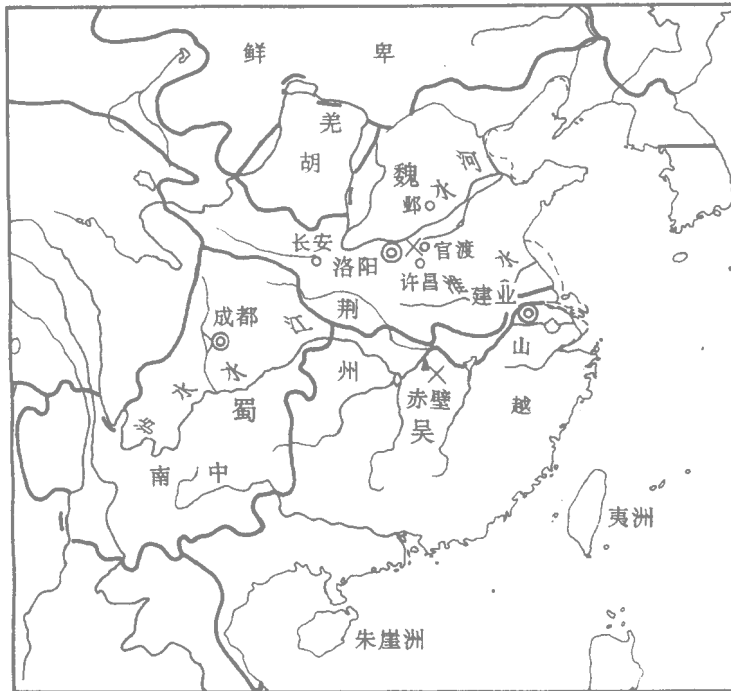 鲜卑
羌胡
魏
河水
邺
长安
洛阳
官渡
许昌
淮水
建业
荆州
成都
江水
山越
赤壁
蜀
吴
南中
夷洲
朱崖洲